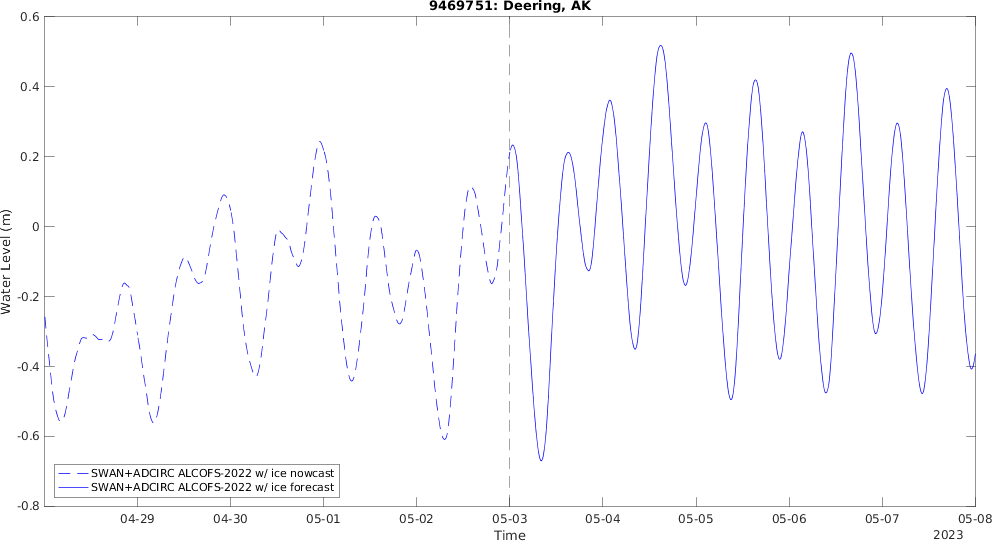 9469751: Deering, AK
0.6
0.4
0.2
0
-0.2
-0.4
-0.6
-0.8
Water Level (m)
SWAN+ADCIRC ALCOFS-2022 w/ ice nowcast
SWAN+ADCIRC ALCOFS-2022 w/ ice forecast
04-29 04-30 05-01 05-02 05-03 05-04 05-05 05-06 05-07 05-08
Time
2023